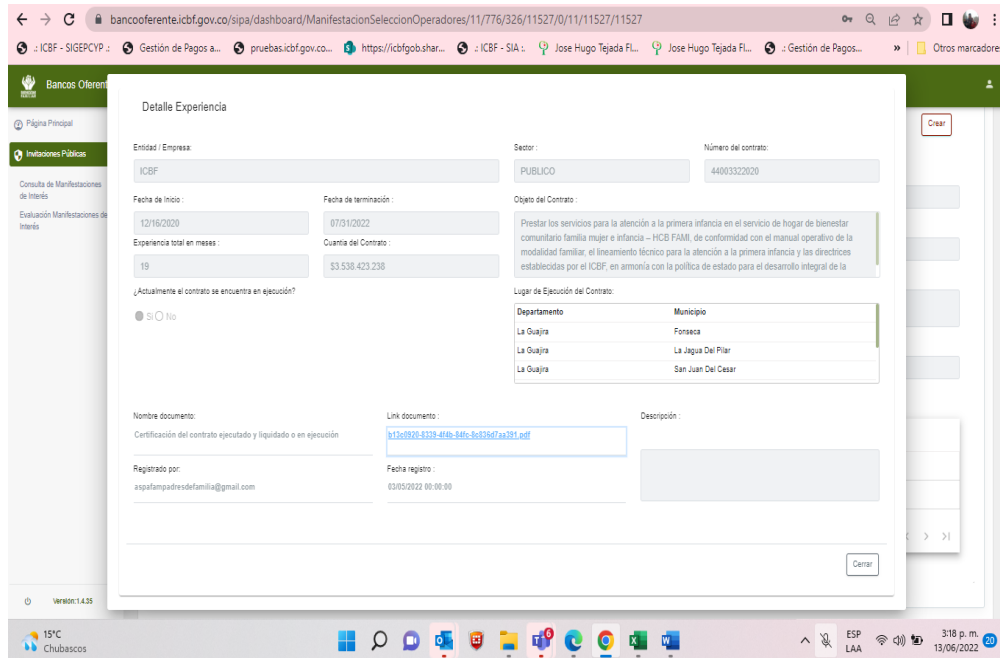 bancooferente.icbf.gov.co/sipa/dashboard/ManifestacionSeleccionOperadores/11/776/326/11527/0/11/11527/11527
.: ICBF - SIGEPCYP :. Gestión de Pagos a... pruebas.icbf.gov.co... https://icbfgob.shar... .: ICBF - SIA :. Jose Hugo Tejada Fl... Jose Hugo Tejada Fl... .: Gestión de Pagos... » Otros marcadores
Bancos Oferent
Página Principal
Crear
Invitaciones Públicas
Consulta de Manifestaciones
de Interés
Evaluación Manifestaciones de
Interés
Detalle Experiencia
Entidad / Empresa:
Sector :
Número del contrato:
ICBF
PUBLICO
44003322020
Fecha de Inicio :
Fecha de terminación :
Objeto del Contrato :
12/16/2020
07/31/2022
Prestar los servicios para la atención a la primera infancia en el servicio de hogar de bienestar
comunitario familia mujer e infancia – HCB FAMI, de conformidad con el manual operativo de la
modalidad familiar, el lineamiento técnico para la atención a la primera infancia y las directrices
establecidas por el ICBF, en armonía con la política de estado para el desarrollo integral de la
Experiencia total en meses :
Cuantia del Contrato :
19
$3.538.423.238
¿Actualmente el contrato se encuentra en ejecución?
Si No
Lugar de Ejecución del Contrato:
Departamento Municipio
La Guajira Fonseca
La Guajira La Jagua Del Pilar
La Guajira San Juan Del Cesar
Nombre documento:
Link documento :
Descripción :
Certificación del contrato ejecutado y liquidado o en ejecución
b13c0920-8339-4f4b-84fc-8c836d7aa391.pdf
Registrado por:
Fecha registro :
aspafampadresdefamilia@gmail.com
03/05/2022 00:00:00
Cerrar
Versión:1.4.35
15°C
Chubascos
6
ESP
LAA
3:18 p. m.
13/06/2022
20